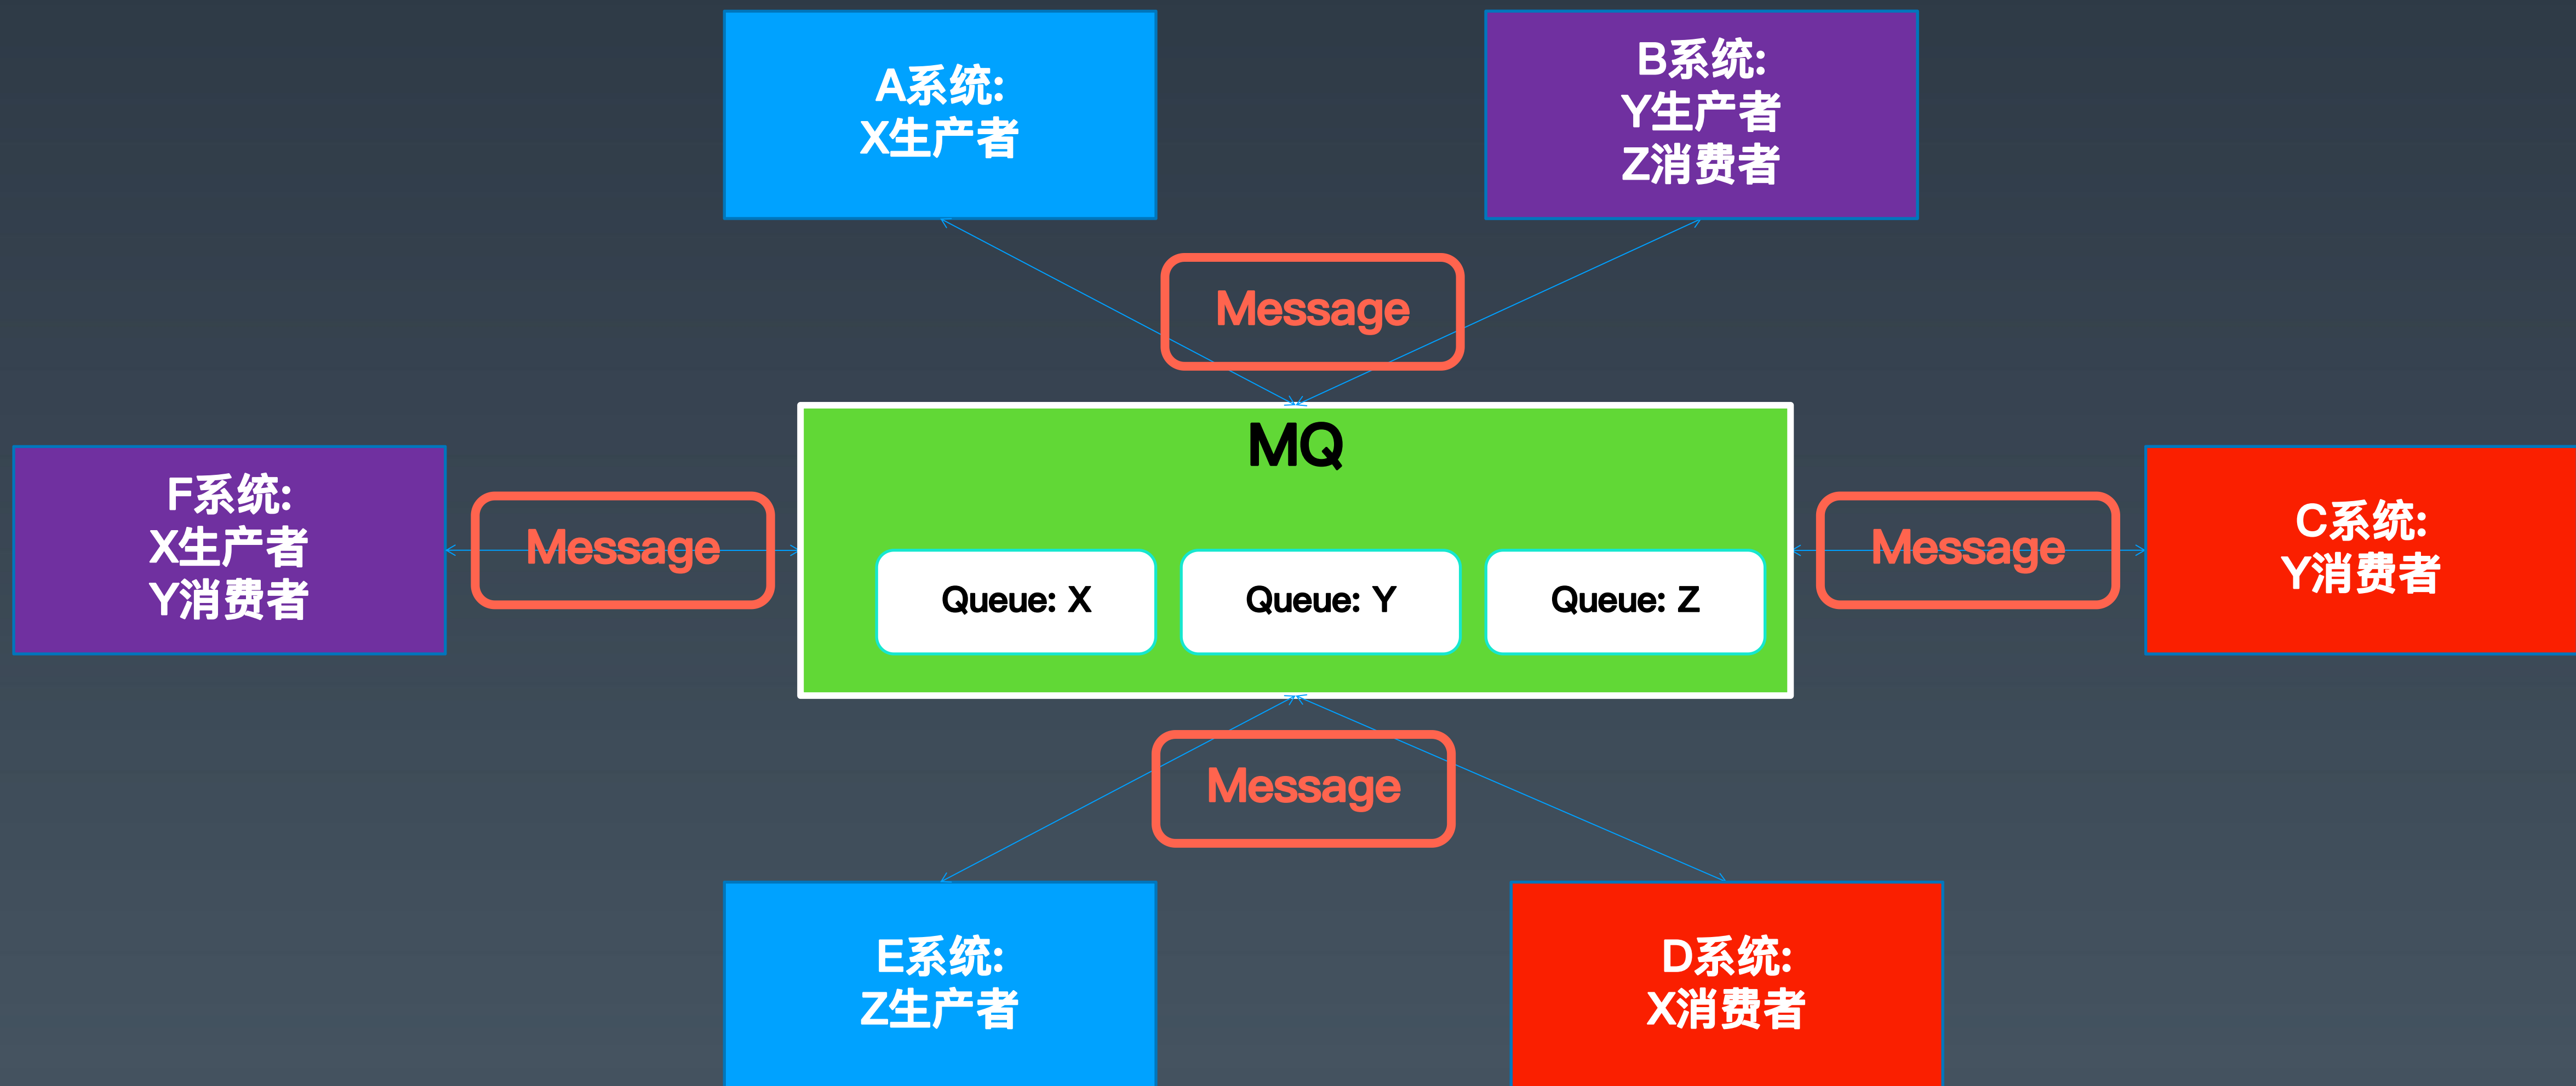 A系统:
X生产者
B系统:
Y生产者
Z消费者
Message
MQ
F系统:
X生产者
Y消费者
Message
Queue: X
Queue: Y
Queue: Z
Message
C系统:
Y消费者
Message
E系统:
Z生产者
D系统:
X消费者